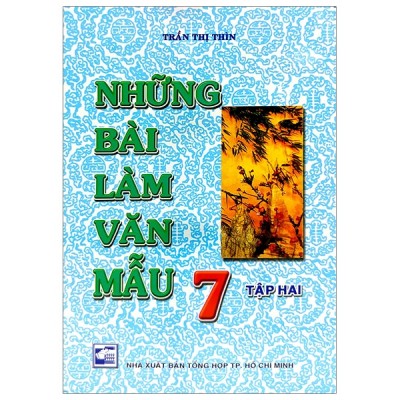 TRẦN THỊ THÌN
NHỮNG
BÀI
LÀM
VĂN
MẪU 7
TẬP HAI
NHÀ XUẤT BẢN TỔNG HỢP TP. HỒ CHÍ MINH